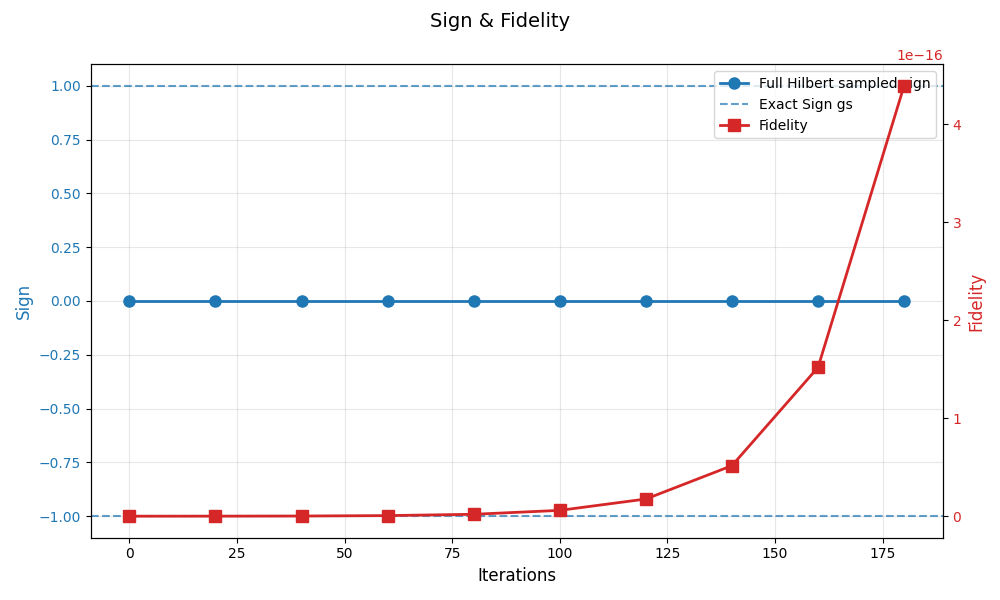 Sign & Fidelity
1e−16
Full Hilbert sampled sign
Exact Sign gs
Fidelity
1.00
0.75
0.50
0.25
0.00
−0.25
−0.50
−0.75
−1.00
Sign
4
3
2
1
0
Fidelity
0 25 50 75 100 125 150 175
Iterations